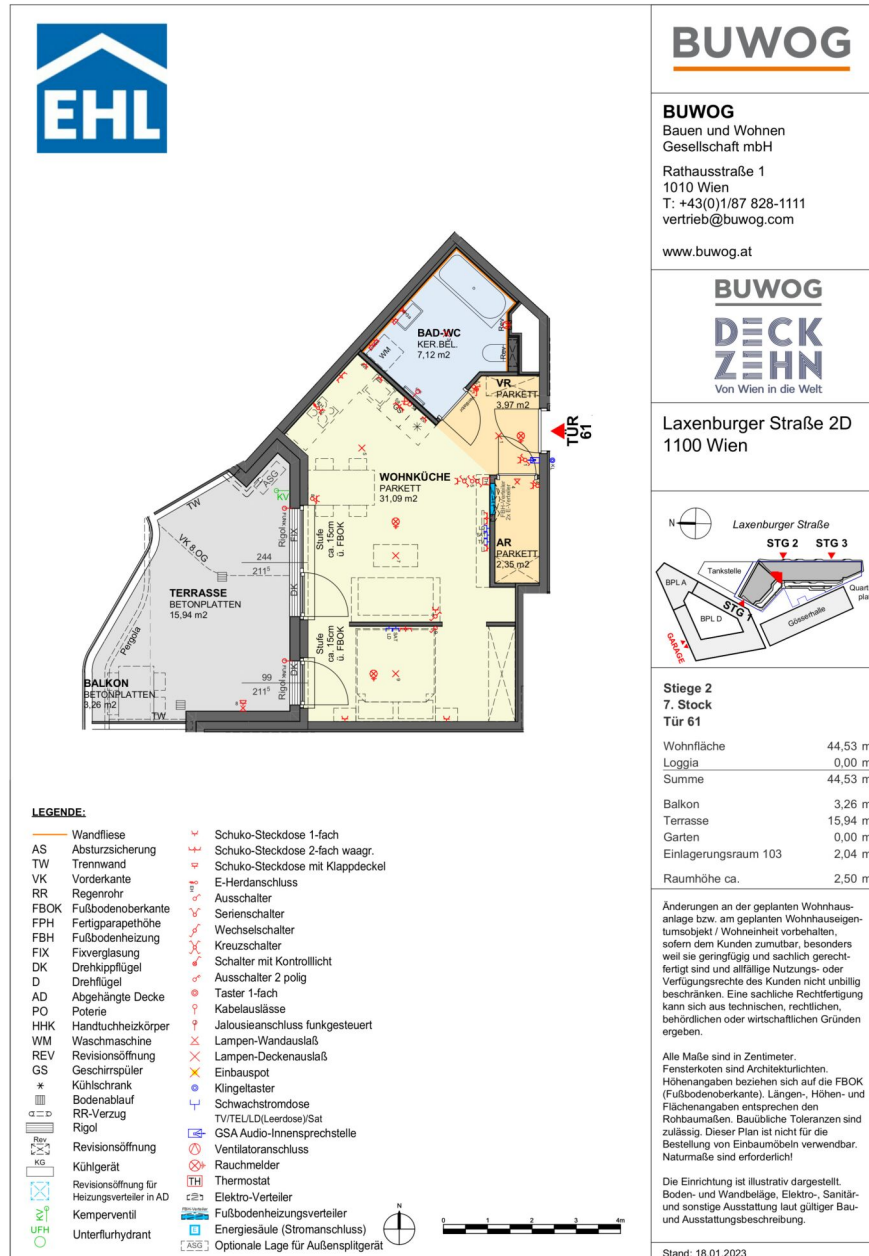 EHL
BUWOG
BUWOG
Bauen und Wohnen
Gesellschaft mbH
Rathausstraße 1
1010 Wien
T: +43(0)1/87 828-1111
vertrieb@buwog.com
www.buwog.at
BUWOG
DECK
ZEHN
Von Wien in die Welt
Laxenburger Straße 2D
1100 Wien
N
Laxenburger Straße
STG 2 STG 3
Tankstelle
BPL A
BPL D
STG 1
Gösserhalle
GARAGE
Stiege 2
7. Stock
Tür 61
Wohnfläche 44,53 m
Loggia 0,00 m
Summe 44,53 m
Balkon 3,26 m
Terrasse 15,94 m
Garten 0,00 m
Einlagerungsraum 103 2,04 m
Raumhöhe ca. 2,50 m
Änderungen an der geplanten Wohnhaus-
anlage bzw. am geplanten Wohnhauseigen-
tumsobjekt / Wohneinheit vorbehalten,
sofern dem Kunden zumutbar, besonders
weil sie geringfügig und sachlich gerecht-
fertigt sind und allfällige Nutzungs- oder
Verfügungsrechte des Kunden nicht unbillig
beschränken. Eine sachliche Rechtfertigung
kann sich aus technischen, rechtlichen,
behördlichen oder wirtschaftlichen Gründen
ergeben.
Alle Maße sind in Zentimeter.
Fensterkoten sind Architekturlichten.
Höhenangaben beziehen sich auf die FBOK
(Fußbodenoberkante). Längen-, Höhen- und
Flächenangaben entsprechen den
Rohbaumaßen. Bauübliche Toleranzen sind
zulässig. Dieser Plan ist nicht für die
Bestellung von Einbaumöbeln verwendbar.
Naturmaße sind erforderlich!
Die Einrichtung ist illustrativ dargestellt.
Boden- und Wandbeläge, Elektro-, Sanitär-
und sonstige Ausstattung laut gültiger Bau-
und Ausstattungsbeschreibung.
Stand: 18.01.2023
BAD-WC
KER.BEL.
7,12 m2
WM
Rev
Rev
VR
PARKETT
3,97 m2
TÜR
61
GS
WOHNKÜCHE
PARKETT
31,09 m2
AR
PARKETT
2,35 m2
ASG
KV
TW
VK 8.OG
Rigol
FIX
Stufe
ca. 15cm
ü. FBOK
244
211⁵
DK
TERRASSE
BETONPLATTEN
15,94 m2
Pergola
Stufe
ca. 15cm
ü. FBOK
99
211⁵
Rigol
DK
BALKON
BETONPLATTEN
3,26 m2
TW
LEGENDE:
Wandfliese
AS Absturzsicherung
TW Trennwand
VK Vorderkante
RR Regenrohr
FBOK Fußbodenoberkante
FPH Fertigparapethöhe
FBH Fußbodenheizung
FIX Fixverglasung
DK Drehkippflügel
D Drehflügel
AD Abgehängte Decke
PO Poterie
HHK Handtuchheizkörper
WM Waschmaschine
REV Revisionsöffnung
GS Geschirrspüler
* Kühlschrank
Bodenablauf
RR-Verzug
Rigol
Rev Revisionsöffnung
KG Kühlgerät
Revisionsöffnung für
Heizungsverteiler in AD
KV Kemperventil
UFH Unterflurhydrant
Schuko-Steckdose 1-fach
Schuko-Steckdose 2-fach waagr.
Schuko-Steckdose mit Klappdeckel
E-Herdanschluss
Ausschalter
Serienschalter
Wechselschalter
Kreuzschalter
Schalter mit Kontrolllicht
Ausschalter 2 polig
Taster 1-fach
Kabelauslässe
Jalousieanschluss funkgesteuert
Lampen-Wandauslaß
Lampen-Deckenauslaß
Einbauspot
Klingeltaster
Schwachstromdose
TV/TEL/LD(Leerdose)/Sat
GSA Audio-Innensprechstelle
Ventilatoranschluss
Rauchmelder
TH Thermostat
Elektro-Verteiler
Fußbodenheizungsverteiler
E Energiesäule (Stromanschluss)
ASG Optionale Lage für Außensplitgerät
N
0 1 2 3 4m